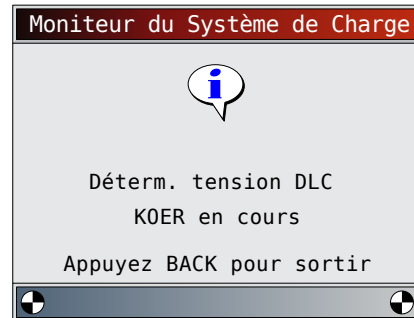 Moniteur du Système de Charge
i
Déterm. tension DLC
KOER en cours
Appuyez BACK pour sortir